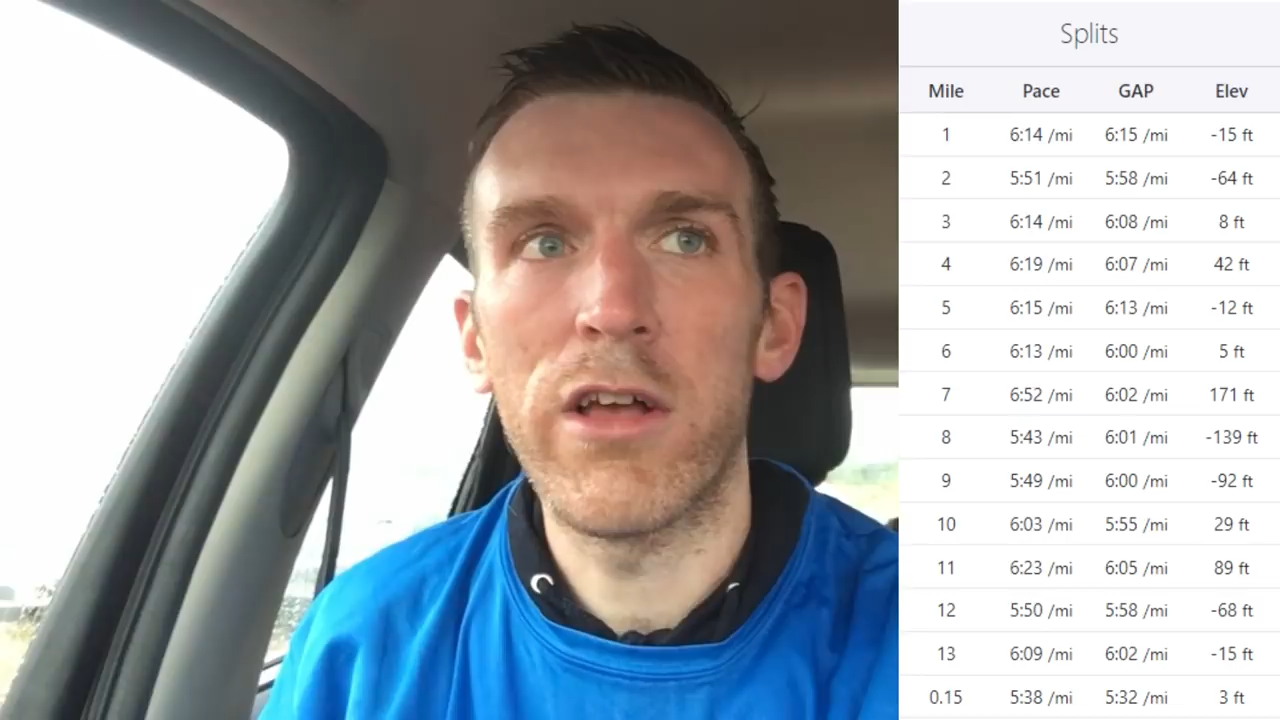 Splits
Mile Pace GAP Elev
1 6:14 /mi 6:15 /mi -15 ft
2 5:51 /mi 5:58 /mi -64 ft
3 6:14 /mi 6:08 /mi 8 ft
4 6:19 /mi 6:07 /mi 42 ft
5 6:15 /mi 6:13 /mi -12 ft
6 6:13 /mi 6:00 /mi 5 ft
7 6:52 /mi 6:02 /mi 171 ft
8 5:43 /mi 6:01 /mi -139 ft
9 5:49 /mi 6:00 /mi -92 ft
10 6:03 /mi 5:55 /mi 29 ft
11 6:23 /mi 6:05 /mi 89 ft
12 5:50 /mi 5:58 /mi -68 ft
13 6:09 /mi 6:02 /mi -15 ft
0.15 5:38 /mi 5:32 /mi 3 ft